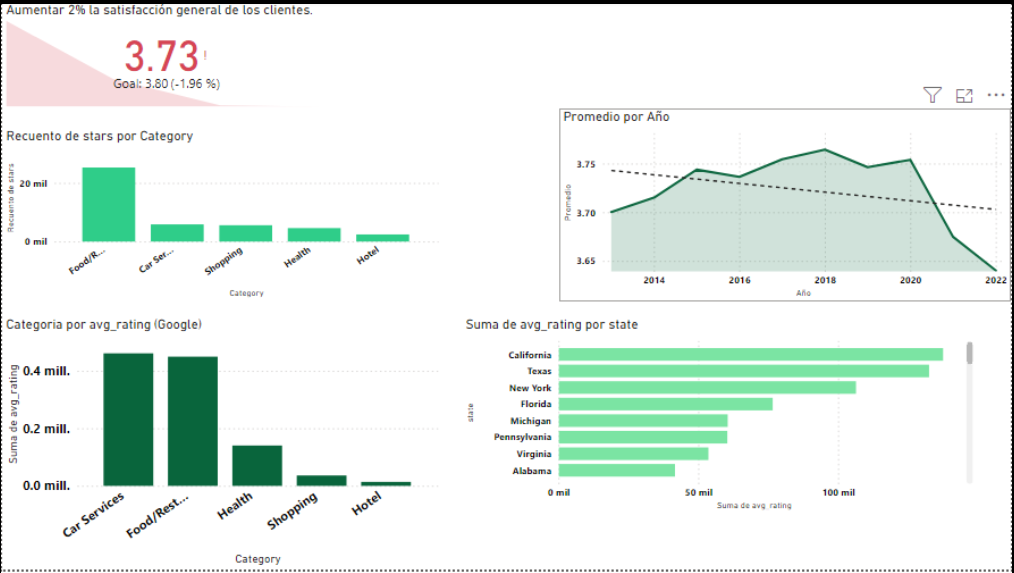 Aumentar 2% la satisfacción general de los clientes.
3.73!
Goal: 3.80 (-1.96 %)
Recuento de stars por Category
Recuento de stars
20 mil
0 mil
Food/R...
Car Ser...
Shopping
Health
Hotel
Category
Promedio por Año
Promedio
3.75
3.70
3.65
2014
2016
2018
2020
2022
Año
Categoria por avg_rating (Google)
Suma de avg_rating
0.4 mill.
0.2 mill.
0.0 mill.
Car Services
Food/Rest...
Health
Shopping
Hotel
Category
Suma de avg_rating por state
state
California
Texas
New York
Florida
Michigan
Pennsylvania
Virginia
Alabama
0 mil
50 mil
100 mil
Suma de avg_rating